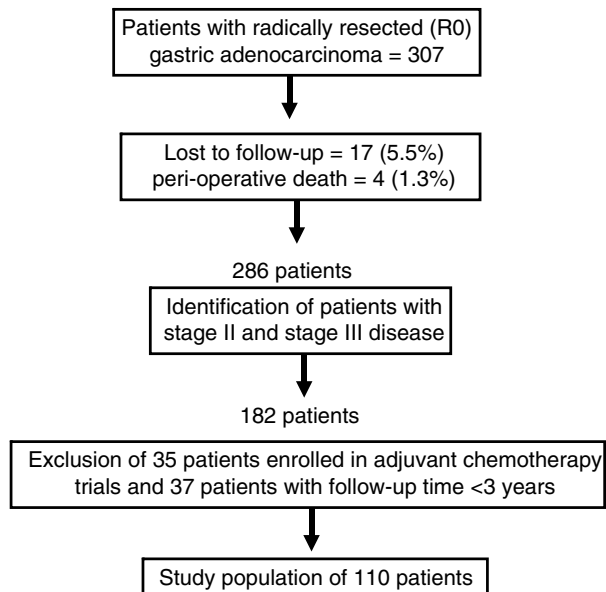 Patients with radically resected (R0)
gastric adenocarcinoma = 307
Lost to follow-up = 17 (5.5%)
peri-operative death = 4 (1.3%)
286 patients
Identification of patients with
stage II and stage III disease
182 patients
Exclusion of 35 patients enrolled in adjuvant chemotherapy
trials and 37 patients with follow-up time <3 years
Study population of 110 patients